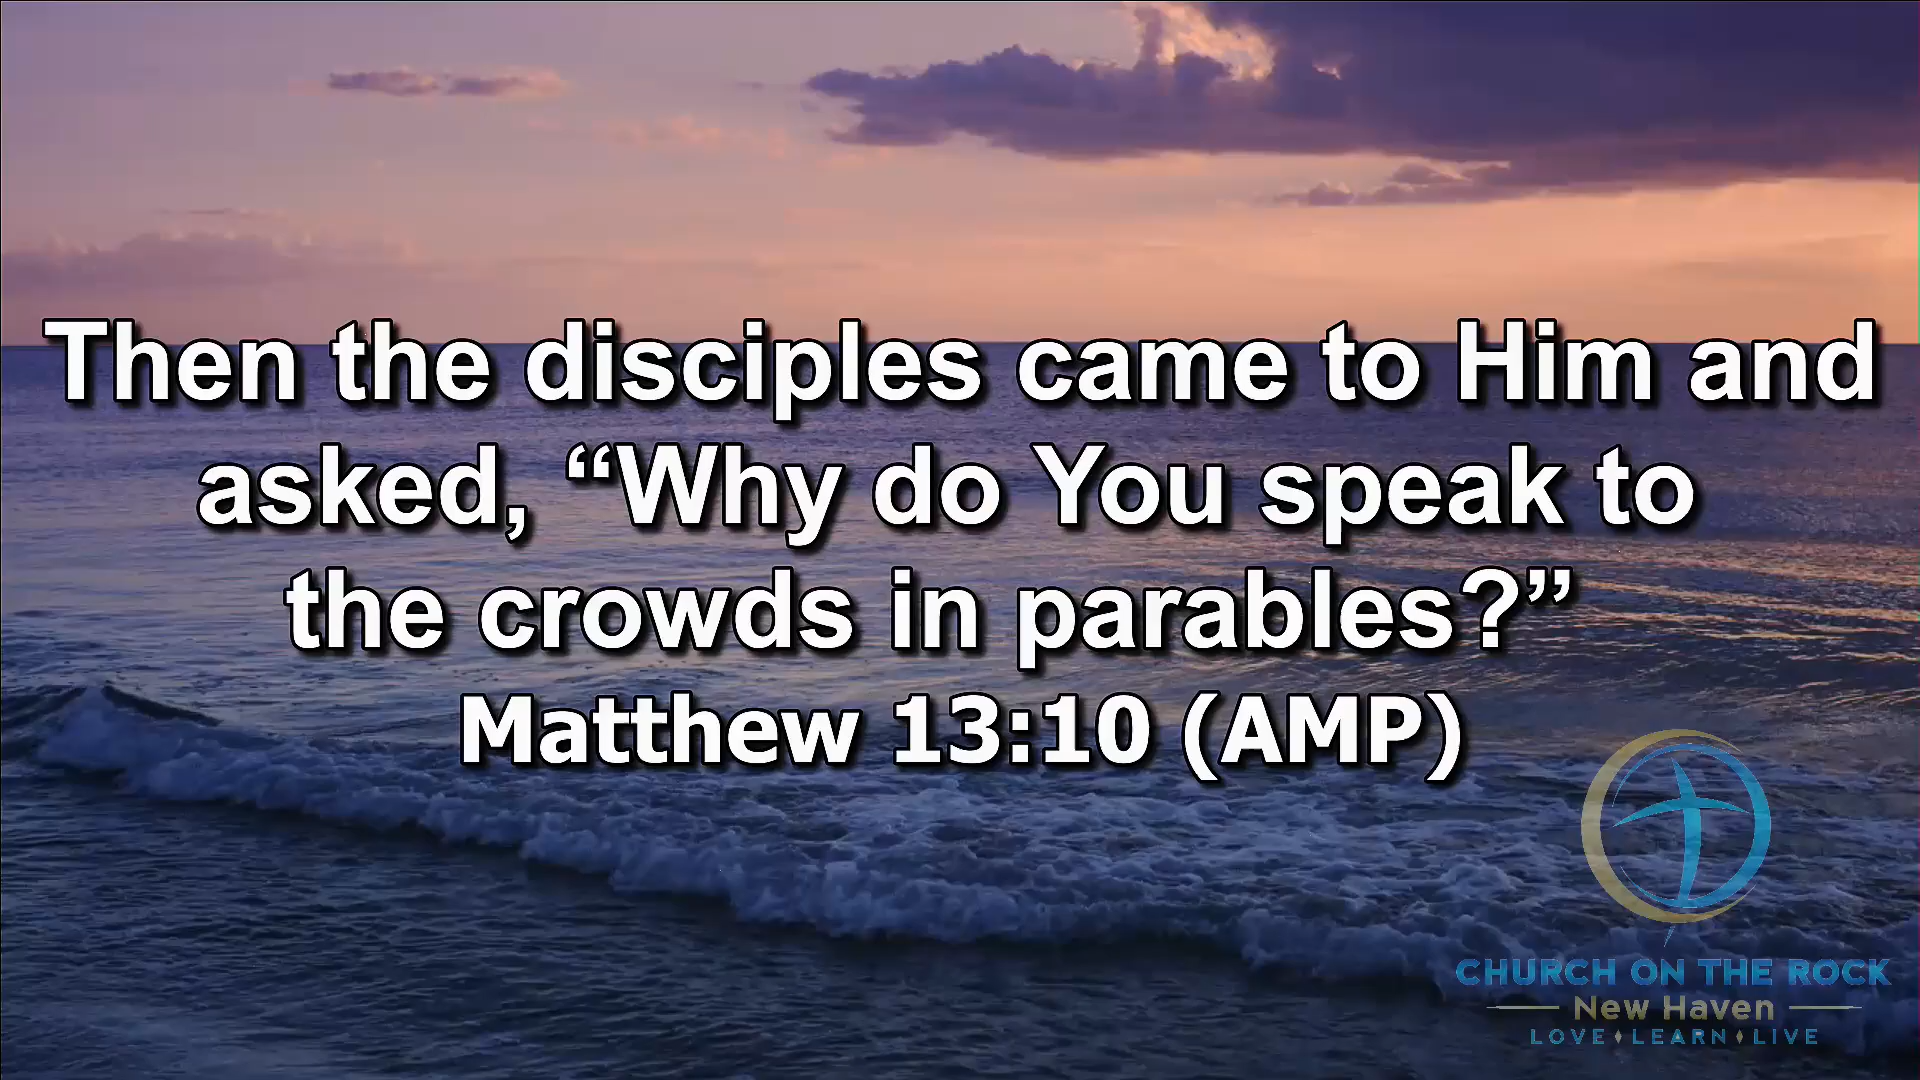 Then the disciples came to Him and
asked, “Why do You speak to
the crowds in parables?”
Matthew 13:10 (AMP)
CHURCH ON THE ROCK
New Haven
LOVE LEARN LIVE